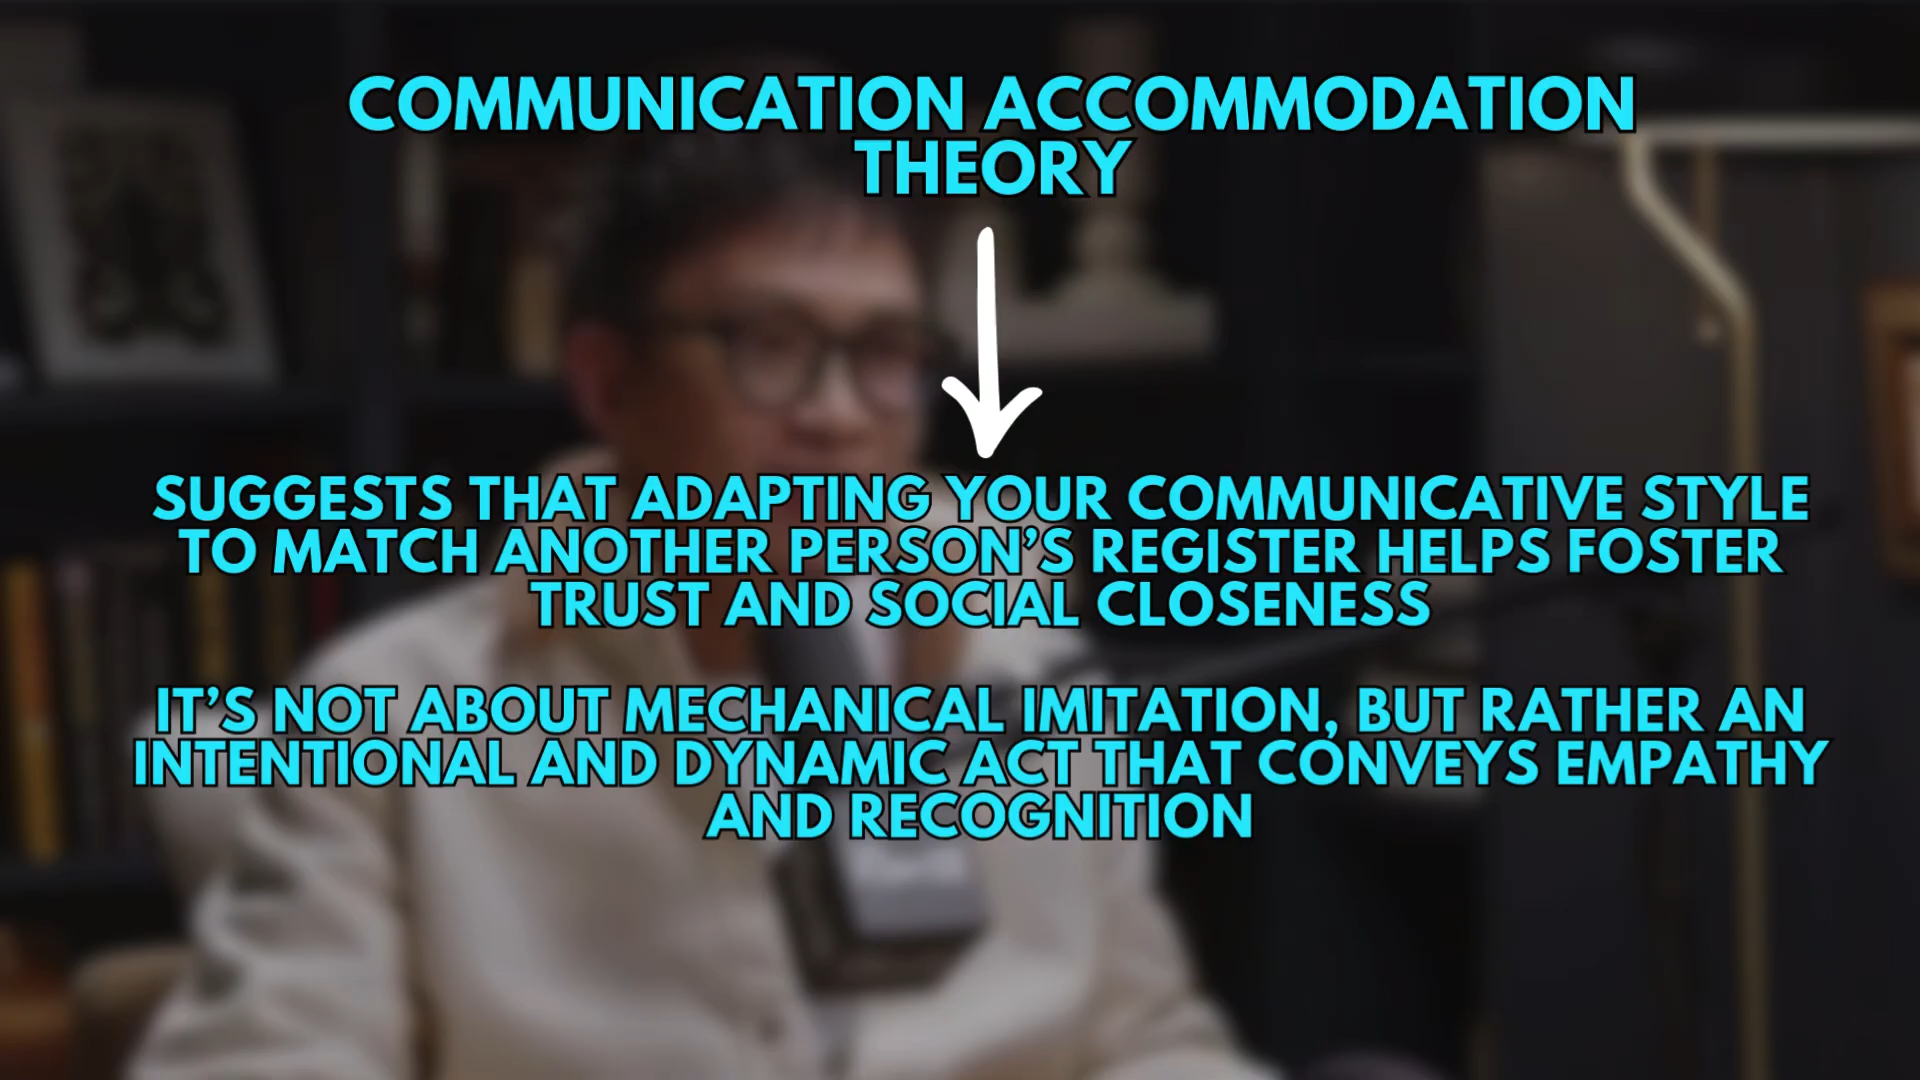 COMMUNICATION ACCOMMODATION
THEORY
SUGGESTS THAT ADAPTING YOUR COMMUNICATIVE STYLE
TO MATCH ANOTHER PERSON’S REGISTER HELPS FOSTER
TRUST AND SOCIAL CLOSENESS
IT’S NOT ABOUT MECHANICAL IMITATION, BUT RATHER AN
INTENTIONAL AND DYNAMIC ACT THAT CONVEYS EMPATHY
AND RECOGNITION